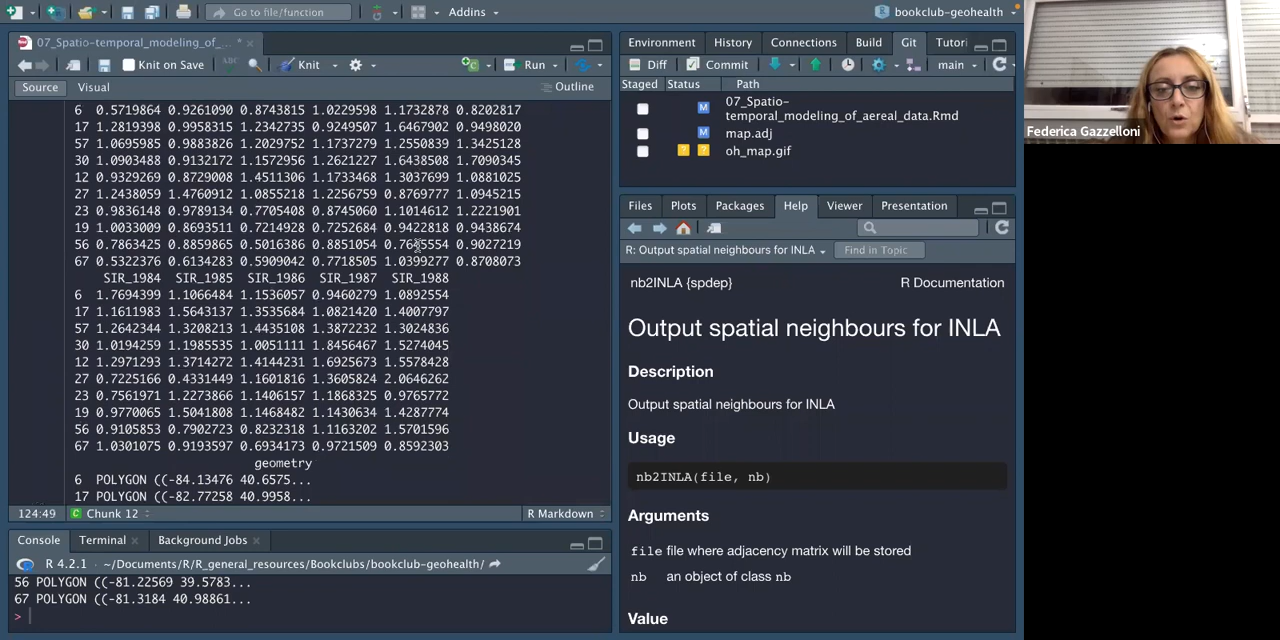 Go to file/function
Addins
bookclub-geohealth
07_Spatio-temporal_modeling_of_... *
Knit on Save
ABC
Knit
Run
Source
Visual
Outline
6 0.5719864 0.9261090 0.8743815 1.0229598 1.1732878 0.9802817
17 1.2819398 0.9958315 1.2342735 0.9249507 1.6467902 0.9498020
57 1.0695985 0.9883826 1.2029752 1.1737727 1.2508039 1.3425128
30 1.0903488 0.9132172 1.1572956 1.2621227 1.6438508 1.7090345
12 0.9329269 0.8729008 1.4511306 1.1733468 1.3037699 1.0881025
27 1.2438059 1.4760912 1.0855218 1.2256759 0.8769777 1.0945215
23 0.9836148 0.9789134 0.7705408 0.8745060 1.1014612 1.2221901
19 1.0033009 0.8693511 0.7214926 0.7252684 0.9422818 0.9438674
56 0.7863425 0.8859865 0.5016386 0.8851054 0.9027219
67 0.5322376 0.8134283 0.5909042 0.7718505 1.0399277 0.8708073
SIR_1984 SIR_1985 SIR_1986 SIR_1987 SIR_1988
6 1.7694399 1.1066484 1.1536057 0.9460279 1.0892554
17 1.1611983 1.5643137 1.3535684 1.0821420 1.4007797
57 1.2642344 1.3208213 1.4435108 1.3872232 1.3024836
30 1.0194259 1.1985535 1.0051111 1.8456467 1.5274045
12 1.2971293 1.3714272 1.4144231 1.6925673 1.5578428
27 0.7225166 0.4331449 1.1601816 1.3605824 2.0646262
23 0.7561971 1.2273866 1.1406157 1.1868325 0.9765772
19 0.9770065 1.5041808 1.1468482 1.1430634 1.4287774
56 0.9105853 0.7902723 0.8232318 1.1163202 1.5701596
67 1.0301075 0.9193597 0.6934173 0.9721509 0.8592303
geometry
6 POLYGON ((-84.13476 40.6575...
17 POLYGON ((-82.77258 40.9958...
124:49
Chunk 12
R Markdown
Console
Terminal
Background Jobs
R 4.2.1 · ~/Documents/R/R_general_resources/Bookclubs/bookclub-geohealth/
56 POLYGON ((-81.22569 39.5783...
67 POLYGON ((-81.3184 40.98861...
>
Environment
History
Connections
Build
Git
Tutori
Diff
Commit
main
Staged
Status
Path
M
07_Spatio-
temporal_modeling_of_aereal_data.Rmd
M
map.adj
? ?
oh_map.gif
Files
Plots
Packages
Help
Viewer
Presentation
R: Output spatial neighbours for INLA
Find in Topic
nb2INLA {spdep}
R Documentation
Output spatial neighbours for INLA
Description
Output spatial neighbours for INLA
Usage
nb2INLA(file, nb)
Arguments
file file where adjacency matrix will be stored
nb an object of class nb
Value
Federica Gazzelloni